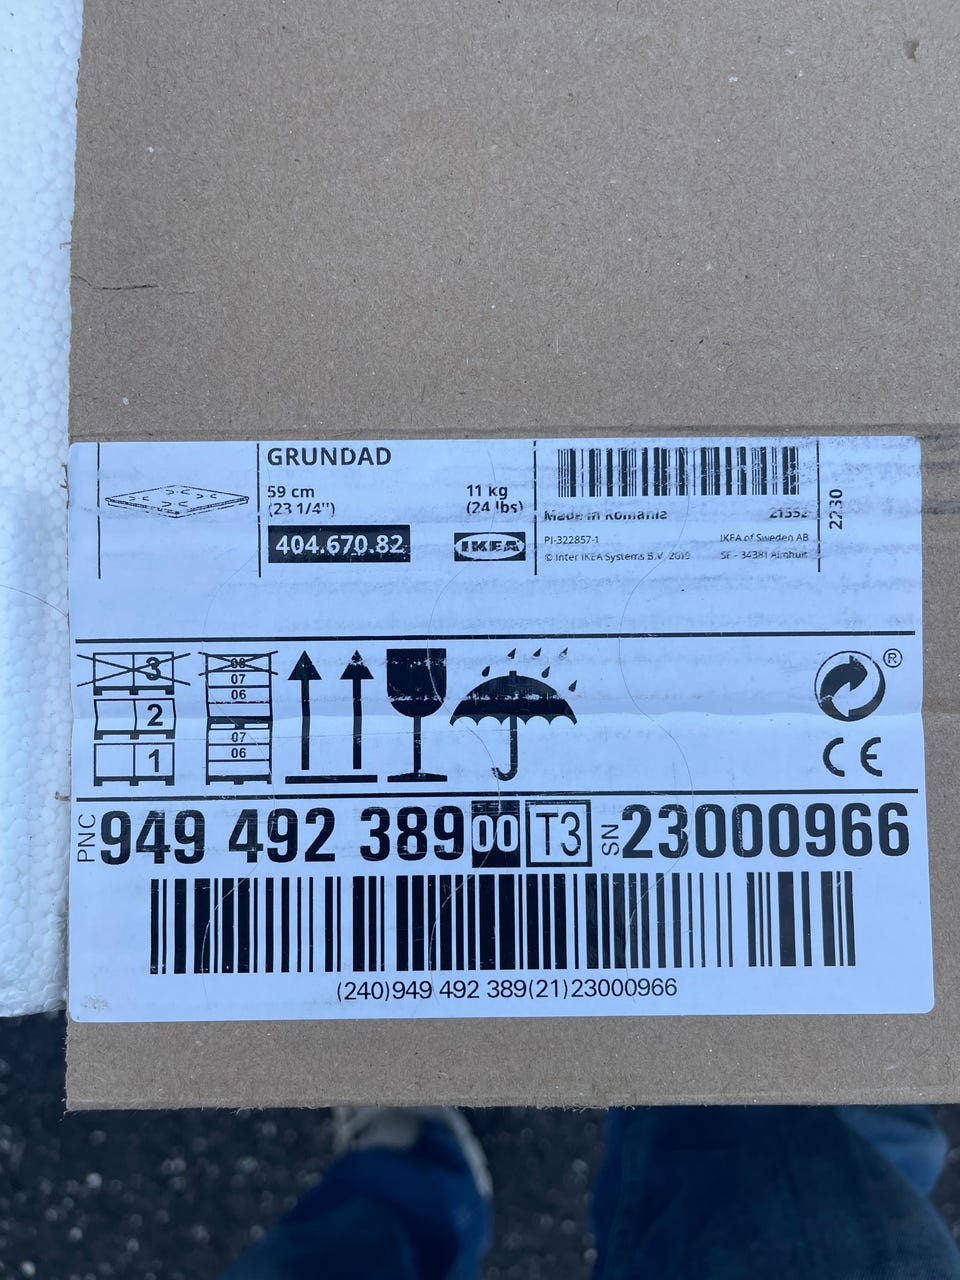 GRUNDAD
59 cm
(23 1/4")
11 kg
(24 lbs)
404.670.82
IKEA
Made in Romania
21552
2230
PI-322857-1
IKEA of Sweden AB
© Inter IKEA Systems B.V. 2019
SE - 34381 Älmhult
3
2
1
08
07
06
07
06
®
CE
PNC 949 492 389 00 T3 SN 23000966
(240)949 492 389(21)23000966